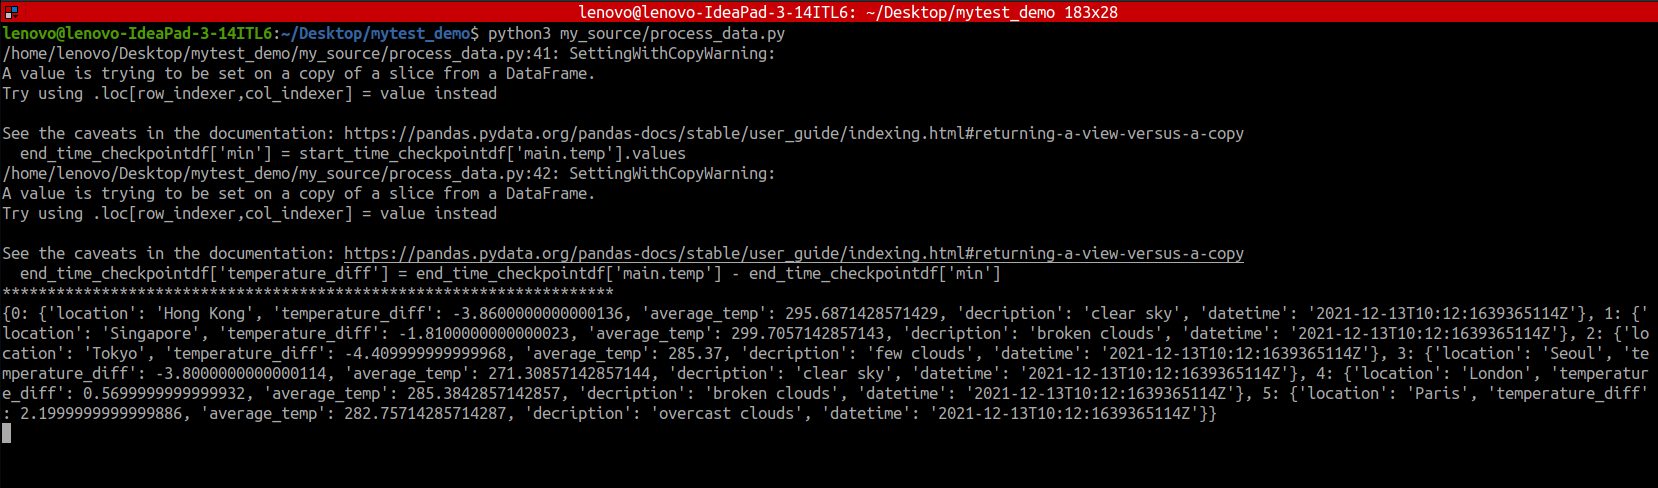 lenovo@lenovo-IdeaPad-3-14ITL6: ~/Desktop/mytest_demo 183x28
lenovo@lenovo-IdeaPad-3-14ITL6:~/Desktop/mytest_demo$ python3 my_source/process_data.py
/home/lenovo/Desktop/mytest_demo/my_source/process_data.py:41: SettingWithCopyWarning:
A value is trying to be set on a copy of a slice from a DataFrame.
Try using .loc[row_indexer,col_indexer] = value instead

See the caveats in the documentation: https://pandas.pydata.org/pandas-docs/stable/user_guide/indexing.html#returning-a-view-versus-a-copy
  end_time_checkpointdf['min'] = start_time_checkpointdf['main.temp'].values
/home/lenovo/Desktop/mytest_demo/my_source/process_data.py:42: SettingWithCopyWarning:
A value is trying to be set on a copy of a slice from a DataFrame.
Try using .loc[row_indexer,col_indexer] = value instead

See the caveats in the documentation: https://pandas.pydata.org/pandas-docs/stable/user_guide/indexing.html#returning-a-view-versus-a-copy
  end_time_checkpointdf['temperature_diff'] = end_time_checkpointdf['main.temp'] - end_time_checkpointdf['min']
********************************************************************
{0: {'location': 'Hong Kong', 'temperature_diff': -3.8600000000000136, 'average_temp': 295.6871428571429, 'decription': 'clear sky', 'datetime': '2021-12-13T10:12:1639365114Z'}, 1: {'
location': 'Singapore', 'temperature_diff': -1.8100000000000023, 'average_temp': 299.7057142857143, 'decription': 'broken clouds', 'datetime': '2021-12-13T10:12:1639365114Z'}, 2: {'lo
cation': 'Tokyo', 'temperature_diff': -4.409999999999968, 'average_temp': 285.37, 'decription': 'few clouds', 'datetime': '2021-12-13T10:12:1639365114Z'}, 3: {'location': 'Seoul', 'te
mperature_diff': -3.8000000000000114, 'average_temp': 271.30857142857144, 'decription': 'clear sky', 'datetime': '2021-12-13T10:12:1639365114Z'}, 4: {'location': 'London', 'temperatur
e_diff': 0.5699999999999932, 'average_temp': 285.3842857142857, 'decription': 'broken clouds', 'datetime': '2021-12-13T10:12:1639365114Z'}, 5: {'location': 'Paris', 'temperature_diff'
: 2.1999999999999886, 'average_temp': 282.75714285714287, 'decription': 'overcast clouds', 'datetime': '2021-12-13T10:12:1639365114Z'}}